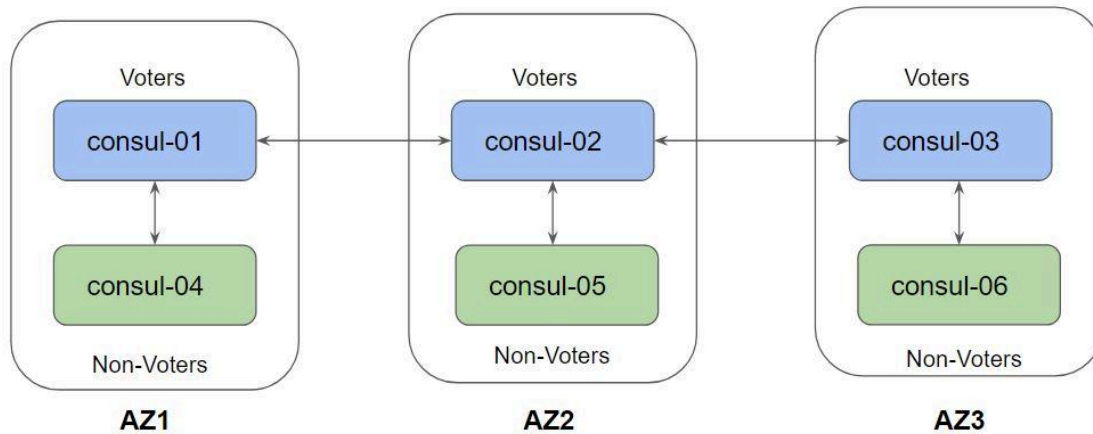 Voters
consul-01
consul-04
Non-Voters
AZ1
Voters
consul-02
consul-05
Non-Voters
AZ2
Voters
consul-03
consul-06
Non-Voters
AZ3